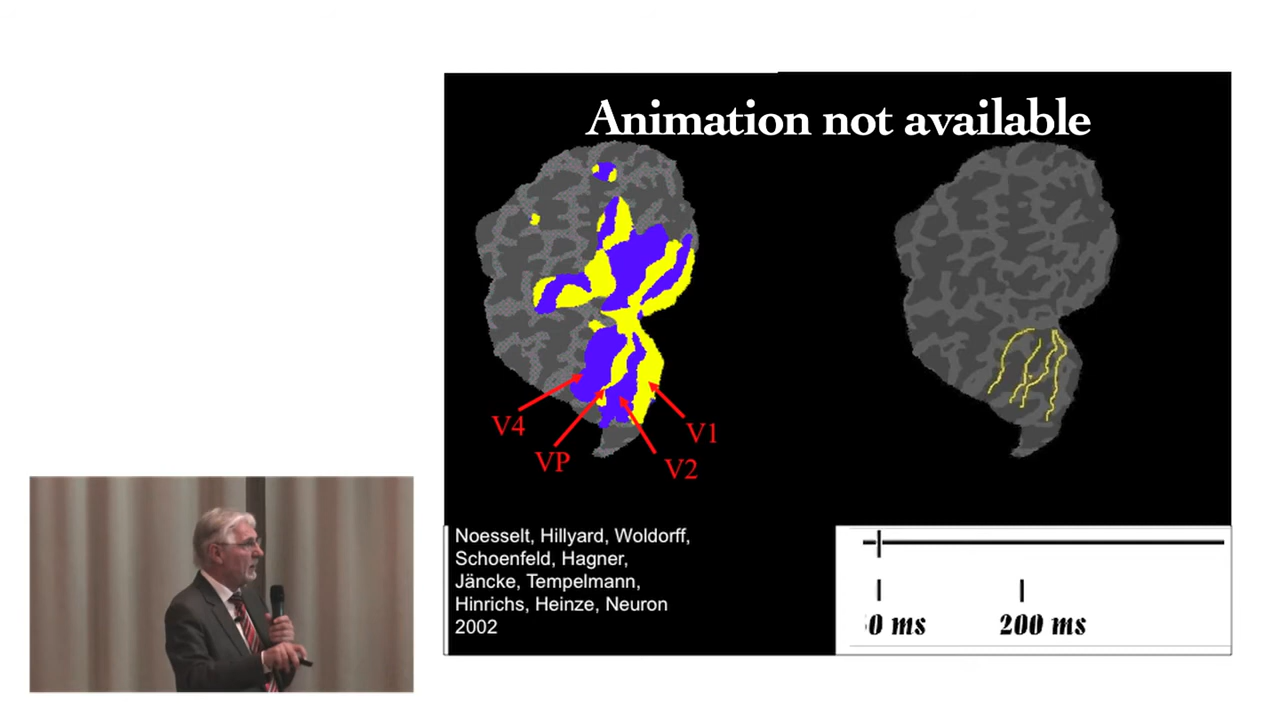 Animation not available
V4
VP
V2
V1
Noesselt, Hillyard, Woldorff,
Schoenfeld, Hagner,
Jäncke, Tempelmann,
Hinrichs, Heinze, Neuron
2002
0 ms
200 ms